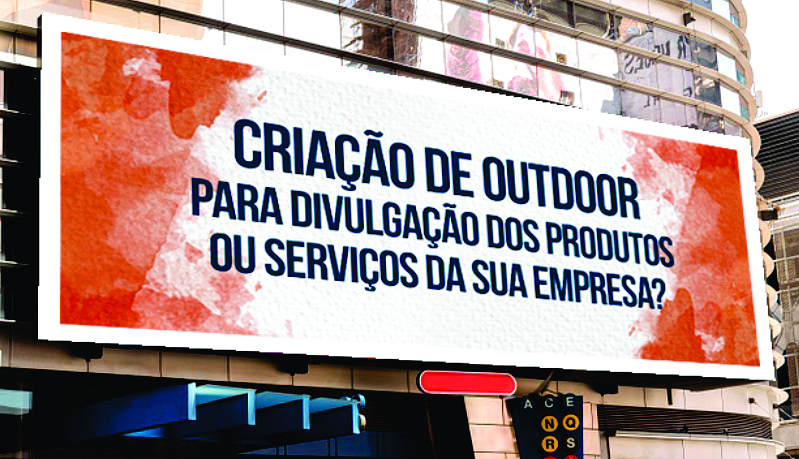 CRIAÇÃO DE OUTDOOR
PARA DIVULGAÇÃO DOS PRODUTOS
OU SERVIÇOS DA SUA EMPRESA?
A C E
N Q
R S